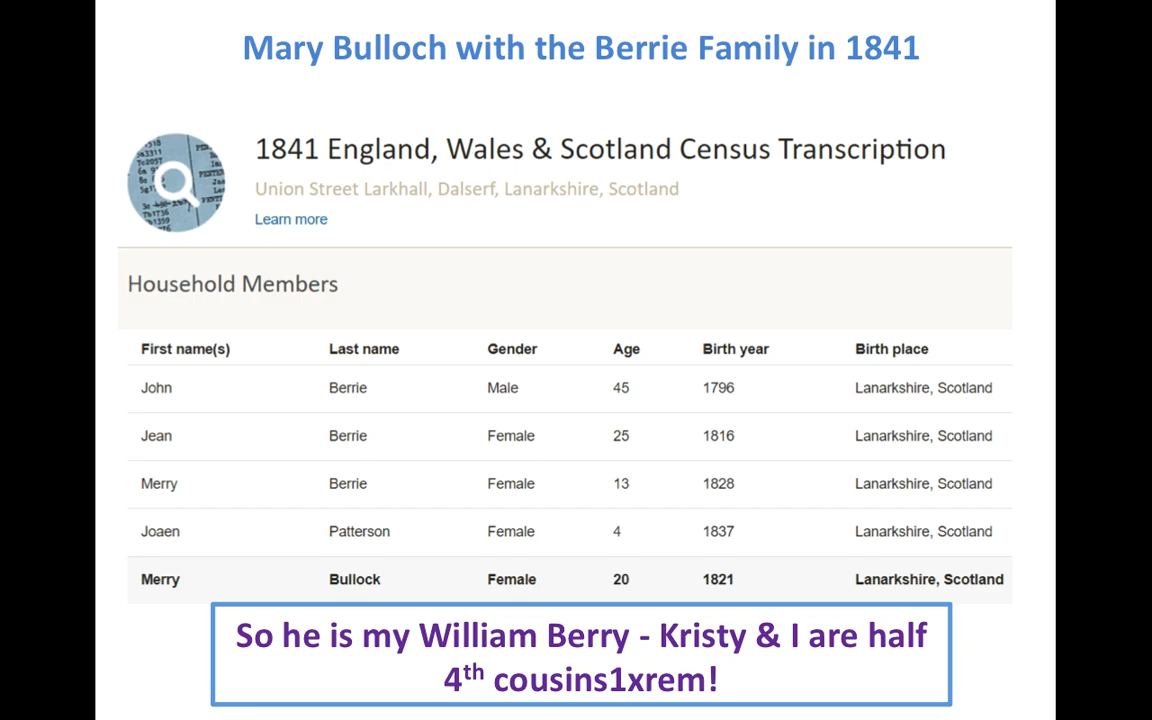 Mary Bulloch with the Berrie Family in 1841
1841 England, Wales & Scotland Census Transcription
Union Street Larkhall, Dalserf, Lanarkshire, Scotland
Learn more
Household Members
First name(s) Last name Gender Age Birth year Birth place
John Berrie Male 45 1796 Lanarkshire, Scotland
Jean Berrie Female 25 1816 Lanarkshire, Scotland
Merry Berrie Female 13 1828 Lanarkshire, Scotland
Joaen Patterson Female 4 1837 Lanarkshire, Scotland
Merry Bullock Female 20 1821 Lanarkshire, Scotland
So he is my William Berry - Kristy & I are half
4th cousins1xrem!